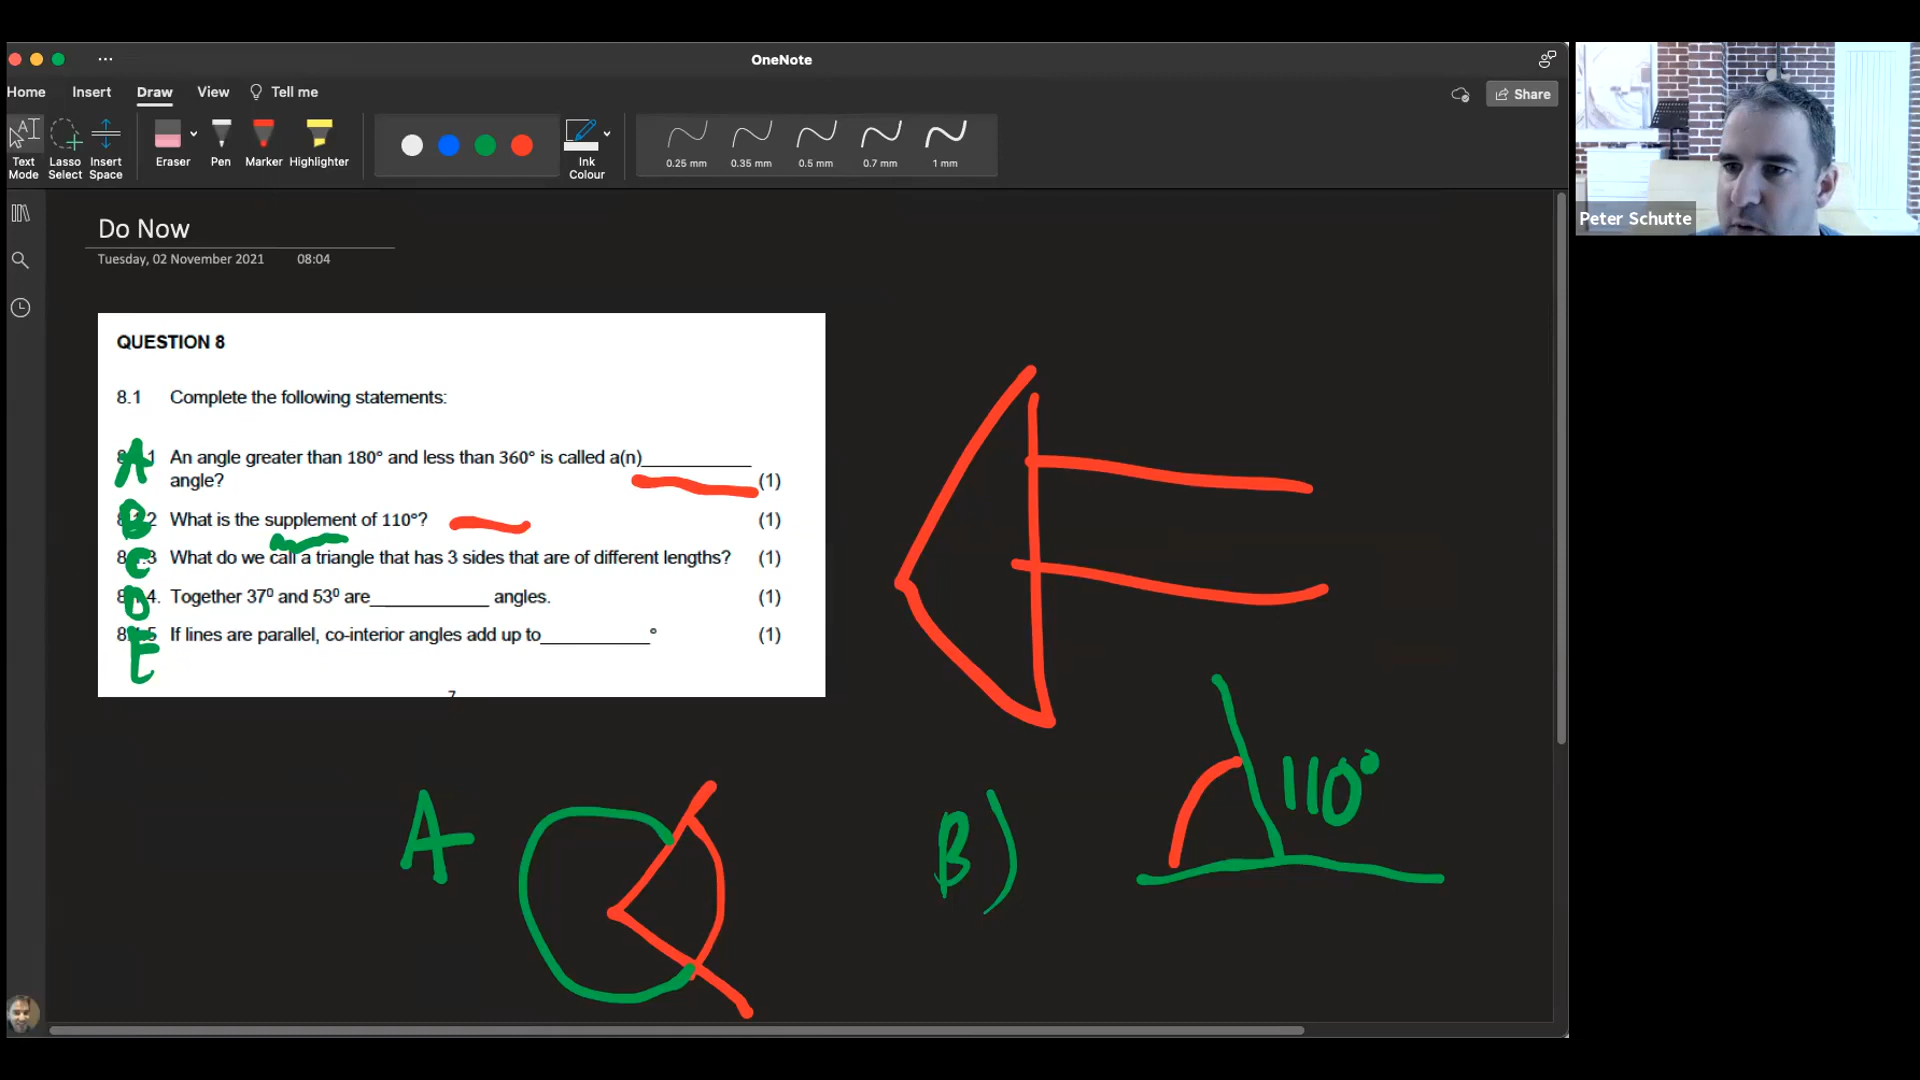 OneNote
Home Insert Draw View Tell me
Share
Text Mode
Lasso Select
Insert Space
Eraser
Pen
Marker
Highlighter
Ink Colour
0.25 mm
0.35 mm
0.5 mm
0.7 mm
1 mm
Peter Schutte
Do Now
Tuesday, 02 November 2021 08:04
QUESTION 8
8.1 Complete the following statements:
A An angle greater than 180° and less than 360° is called a(n)__________
angle? (1)
B What is the supplement of 110°? (1)
C What do we call a triangle that has 3 sides that are of different lengths? (1)
D Together 37⁰ and 53⁰ are___________ angles. (1)
E If lines are parallel, co-interior angles add up to___________° (1)
A
B)
110°